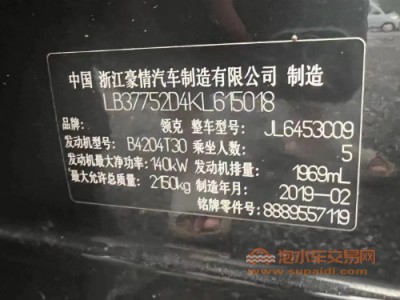 中国 浙江豪情汽车制造有限公司 制造
LB37752D4KL615018
品牌: 领克 整车型号: JL6453C09
发动机型号: B4204T30 乘坐人数: 5
发动机最大净功率: 140kW 发动机排量: 1969mL
最大允许总质量: 2150kg 制造年月: 2019-02
铭牌零件号: 8889557119
泡水车交易网
www.supaidi.com